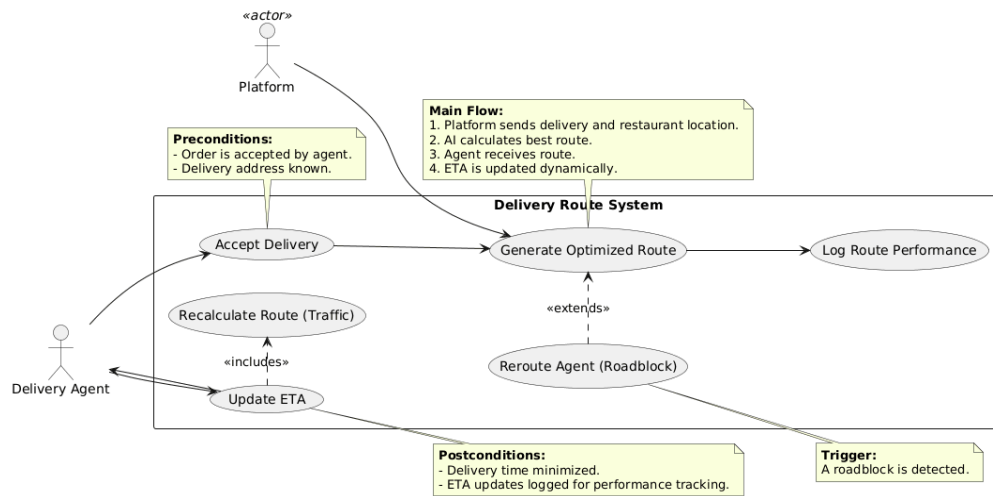 «actor»
Platform
Main Flow:
1. Platform sends delivery and restaurant location.
2. AI calculates best route.
3. Agent receives route.
4. ETA is updated dynamically.
Preconditions:
- Order is accepted by agent.
- Delivery address known.
Delivery Route System
Accept Delivery
Generate Optimized Route
Log Route Performance
Recalculate Route (Traffic)
«extends»
«includes»
Reroute Agent (Roadblock)
Delivery Agent
Update ETA
Postconditions:
- Delivery time minimized.
- ETA updates logged for performance tracking.
Trigger:
A roadblock is detected.